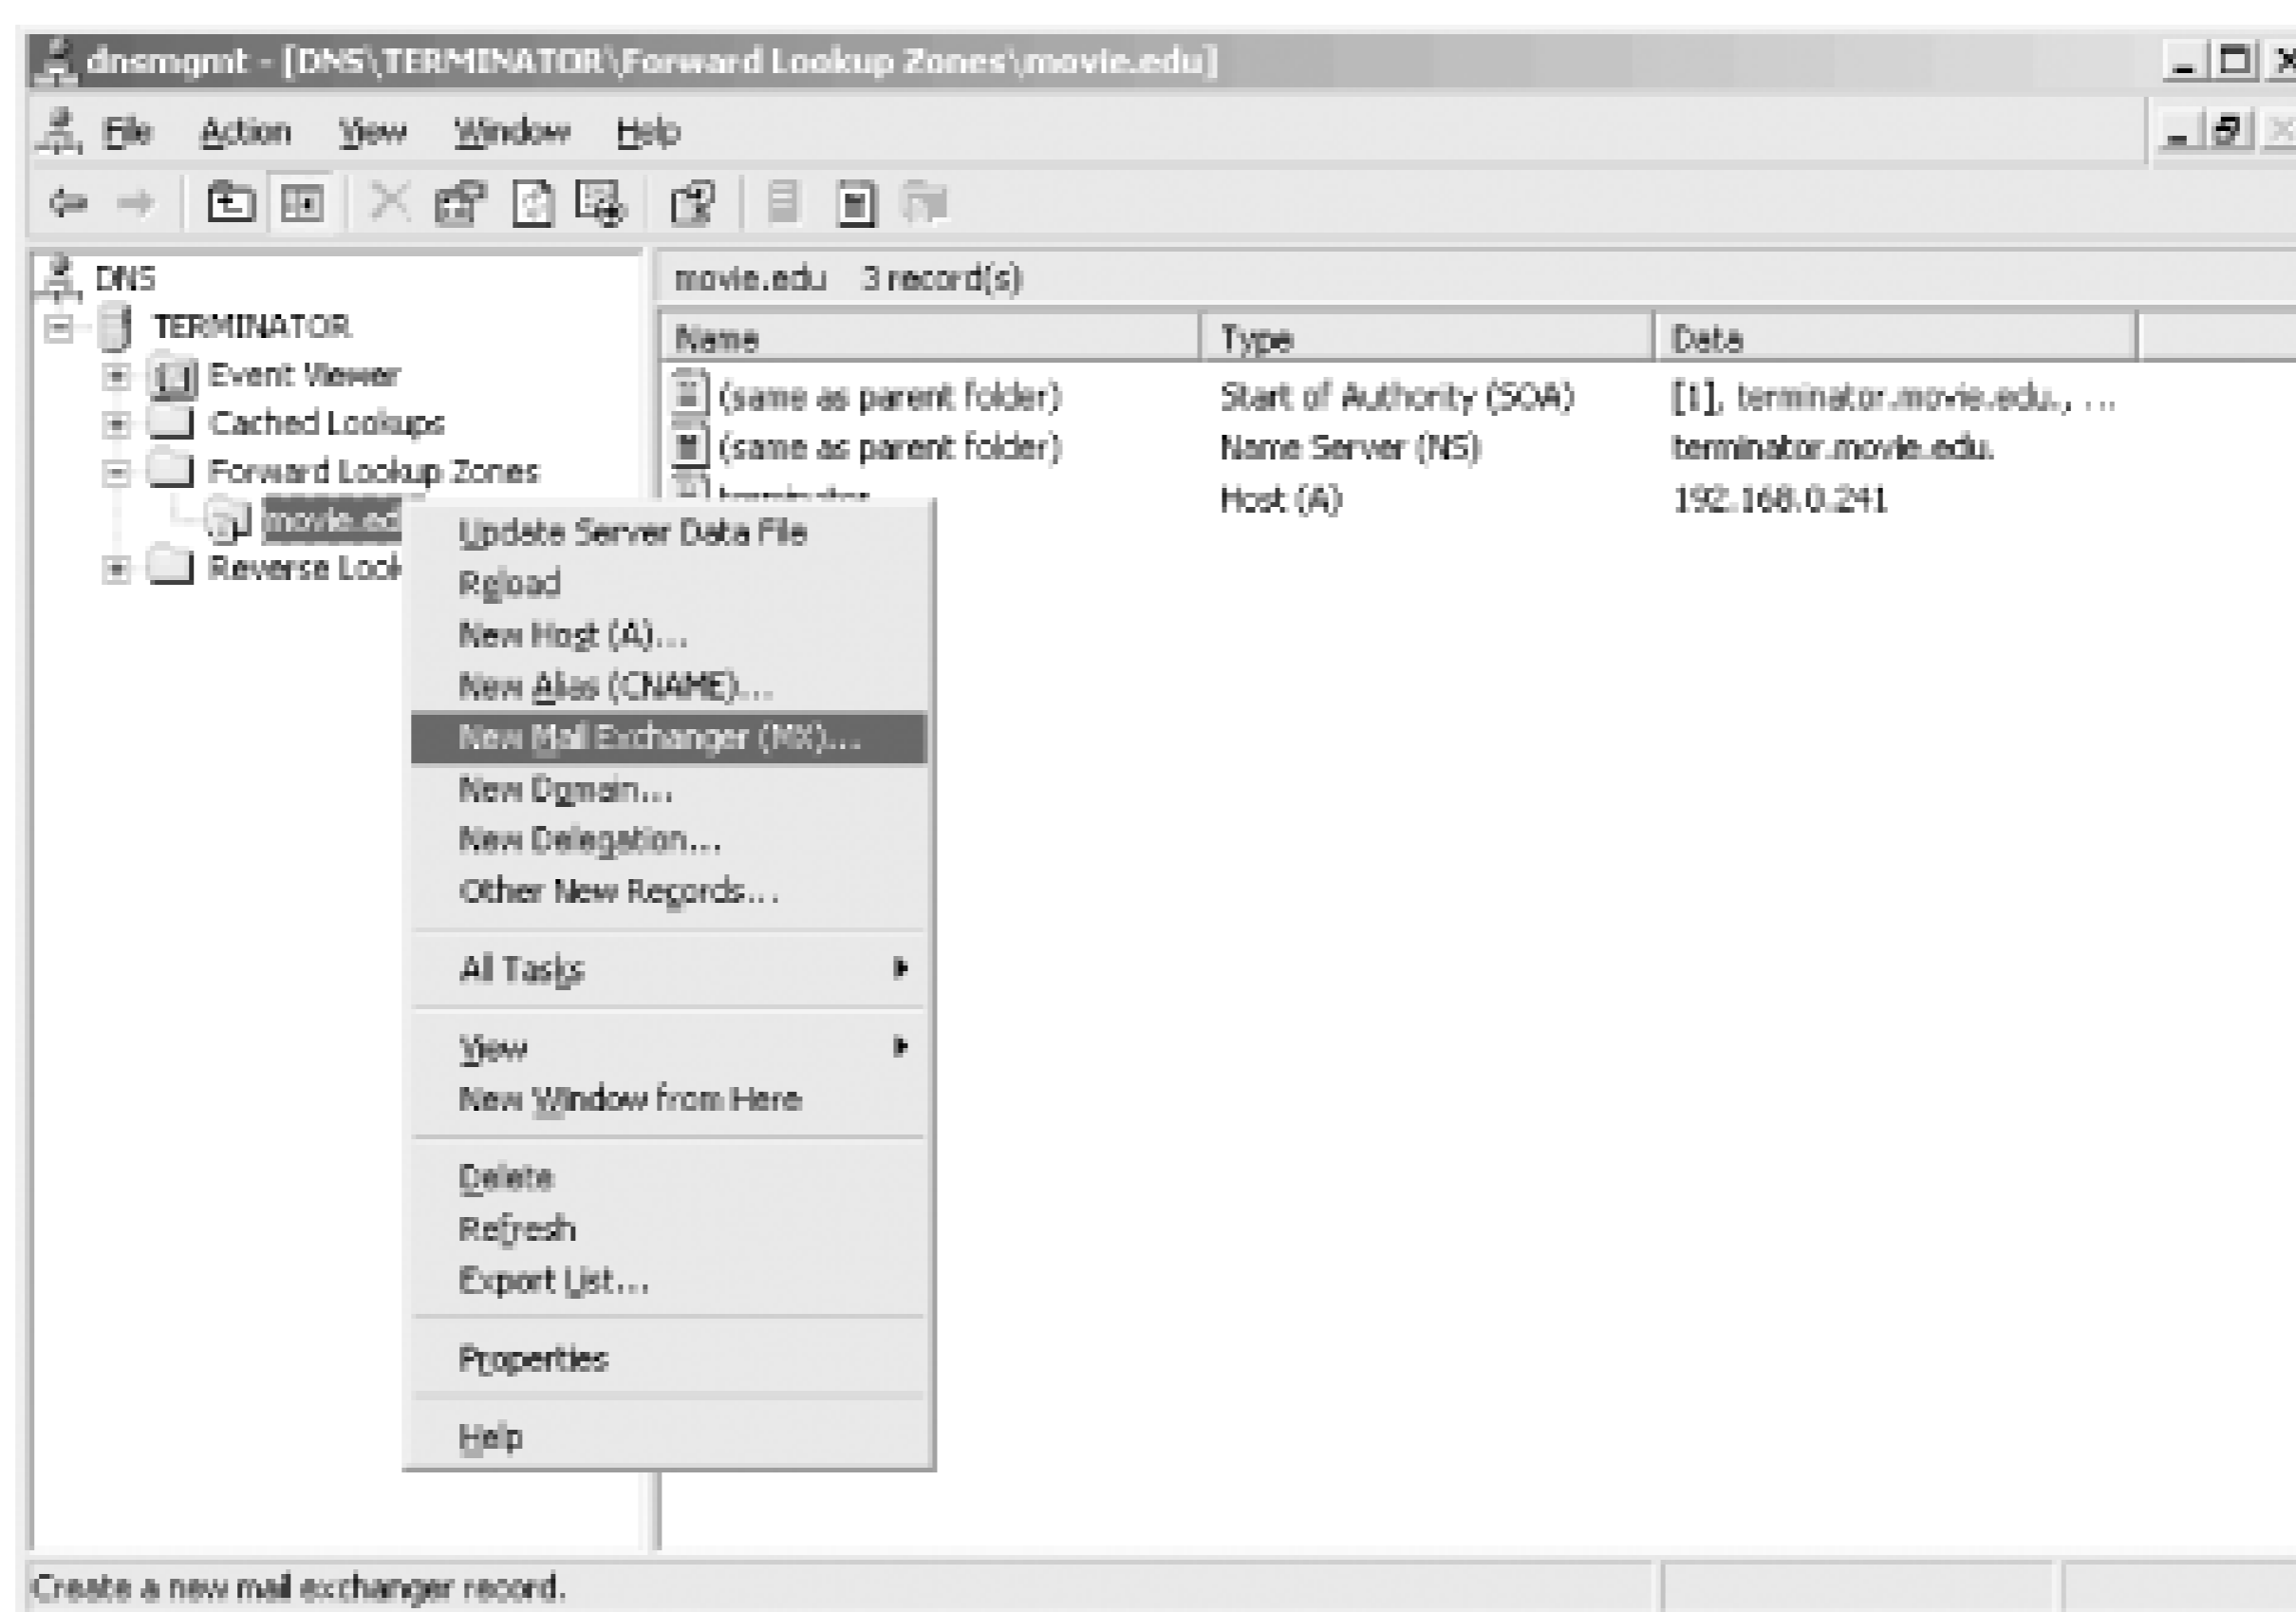 dnsmgmt - [DNS\TERMINATOR\Forward Lookup Zones\movie.edu]
File Action View Window Help
DNS
TERMINATOR
Event Viewer
Cached Lookups
Forward Lookup Zones
movie.ed
Reverse Look
movie.edu 3 record(s)
Name Type Data
(same as parent folder) Start of Authority (SOA) [1], terminator.movie.edu., ...
(same as parent folder) Name Server (NS) terminator.movie.edu.
terminator Host (A) 192.168.0.241
Update Server Data File
Reload
New Host (A)...
New Alias (CNAME)...
New Mail Exchanger (MX)...
New Domain...
New Delegation...
Other New Records...
All Tasks
View
New Window from Here
Delete
Refresh
Export List...
Properties
Help
Create a new mail exchanger record.